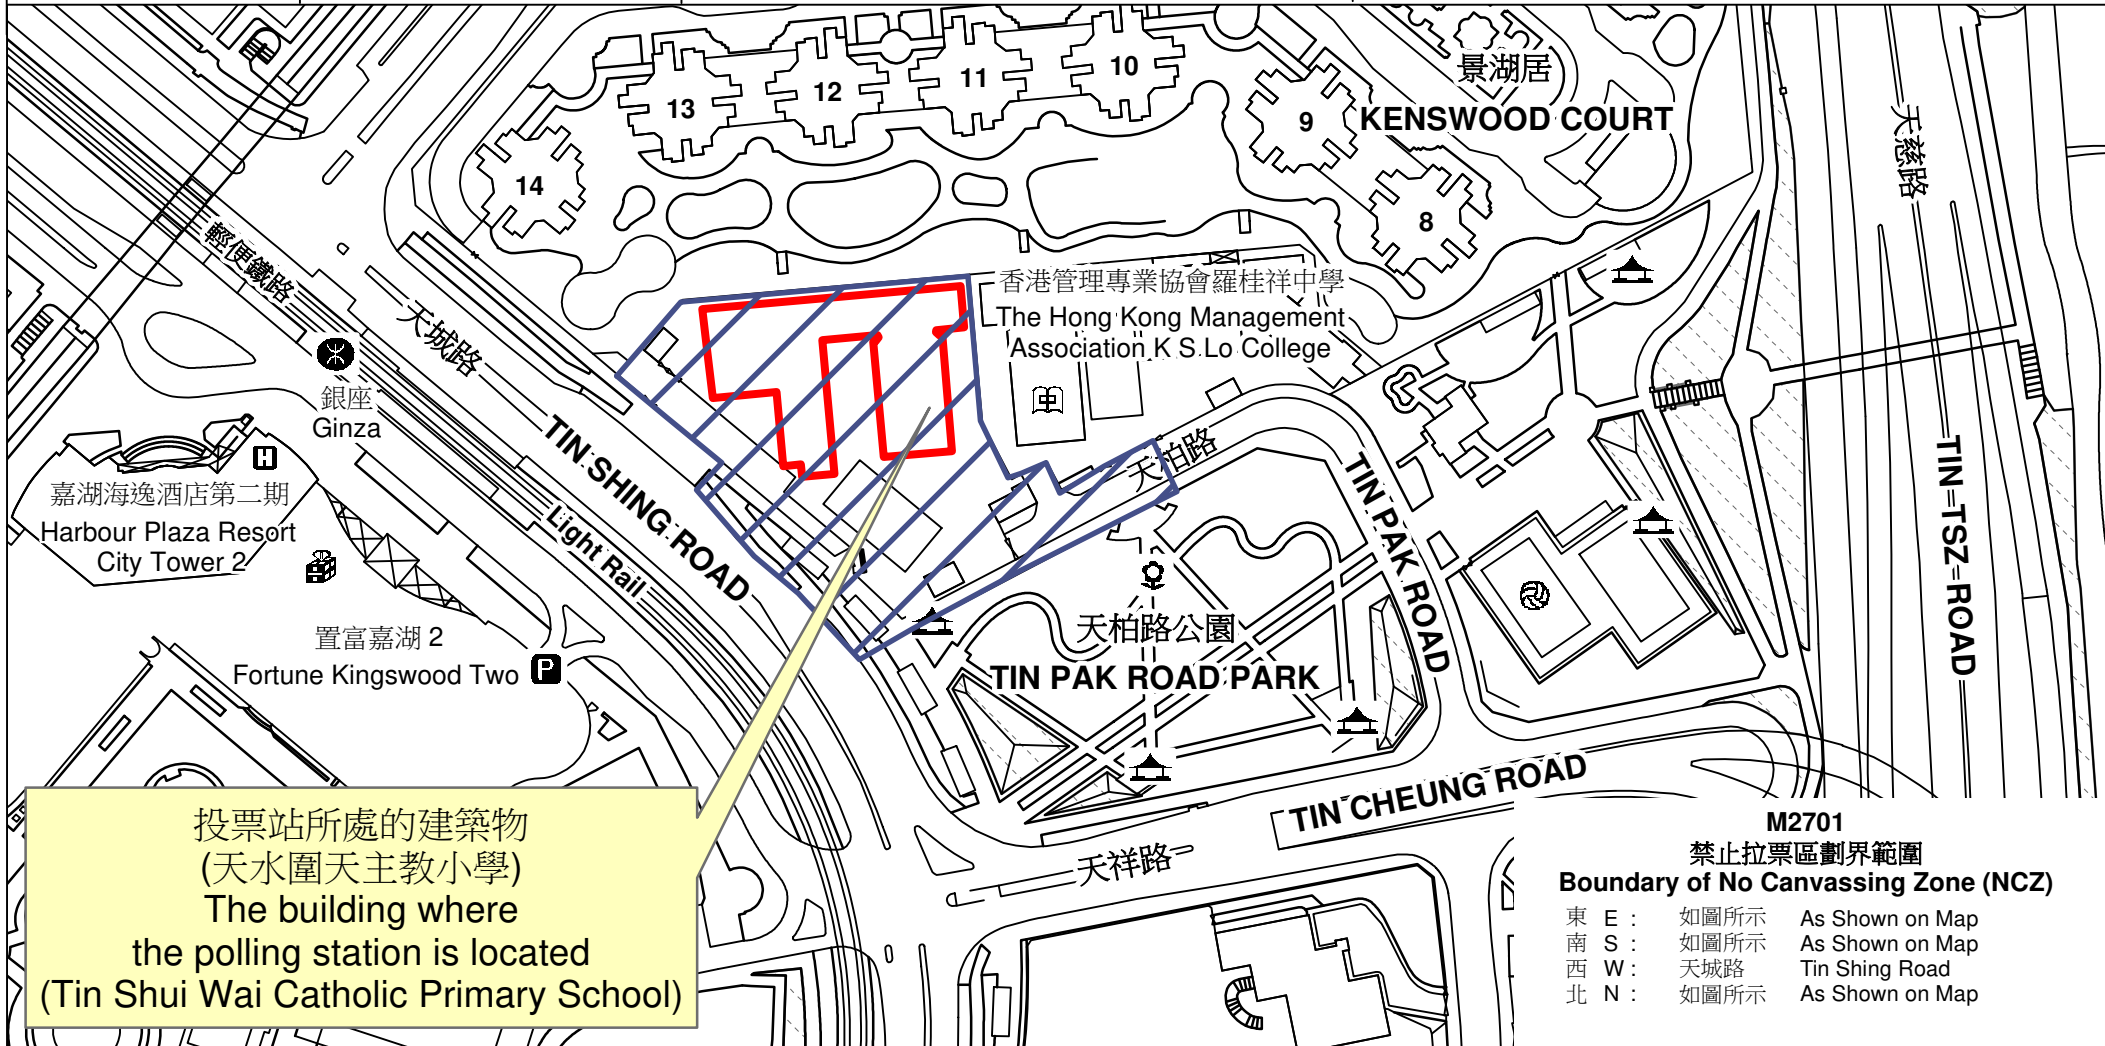 景湖居
KENSWOOD COURT
10
11
12
13
14
9
8
天慈路
TIN TSZ ROAD
輕便鐵路
Light Rail
天城路
TIN SHING ROAD
銀座
Ginza
香港管理專業協會羅桂祥中學
The Hong Kong Management
Association K S Lo College
天柏路
TIN PAK ROAD
嘉湖海逸酒店第二期
Harbour Plaza Resort
City Tower 2
H
置富嘉湖 2
Fortune Kingswood Two
P
天柏路公園
TIN PAK ROAD PARK
TIN CHEUNG ROAD
天祥路
投票站所處的建築物
(天水圍天主教小學)
The building where
the polling station is located
(Tin Shui Wai Catholic Primary School)
M2701
禁止拉票區劃界範圍
Boundary of No Canvassing Zone (NCZ)
東 E : 如圖所示 As Shown on Map
南 S : 如圖所示 As Shown on Map
西 W : 天城路 Tin Shing Road
北 N : 如圖所示 As Shown on Map